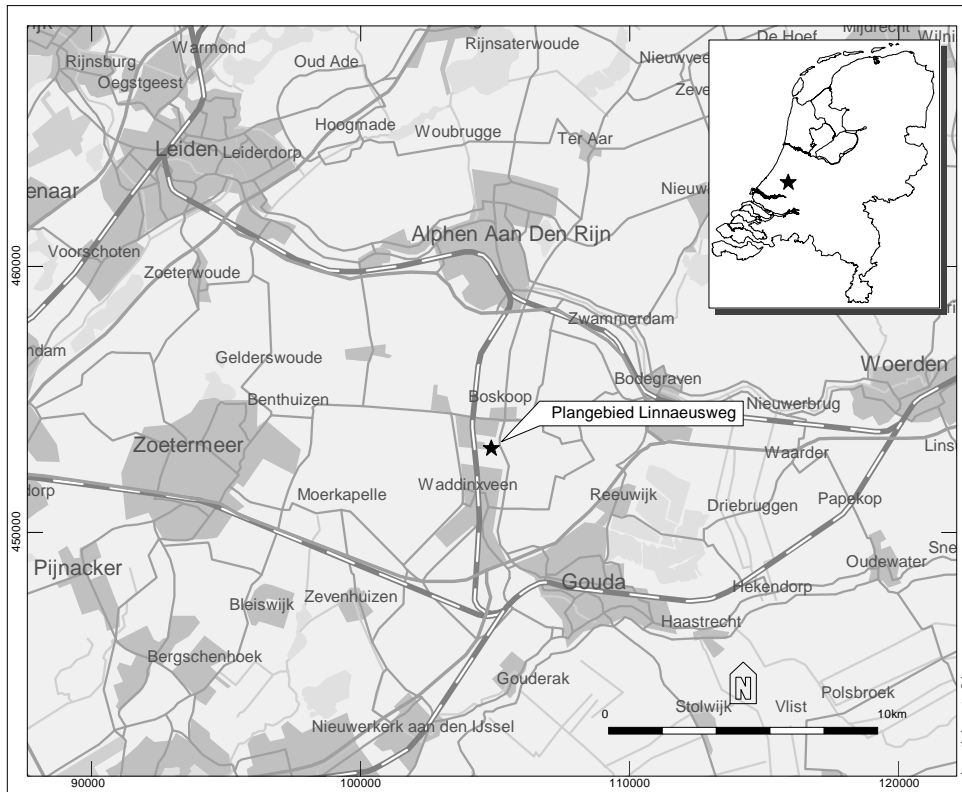 Warmond
Rijnsburg
Oegstgeest
Oud Ade
Rijnsaterwoude
De Hoef
Mijdrecht
Hoogmade
Woubrugge
Ter Aar
Leiden
Leiderdorp
Voorschoten
Zoeterwoude
Alphen Aan Den Rijn
460000
Zwammerdam
Gelderswoude
Benthuizen
Boskoop
Bodegraven
Woerden
Nieuwerbrug
Plangebied Linnaeusweg
Zoetermeer
Waarder
Waddinxveen
Moerkapelle
Reeuwijk
Driebruggen
Papekop
450000
Pijnacker
Gouda
Oudewater
Hekendorp
Bleiswijk
Zevenhuizen
Haastrecht
Bergschenhoek
Gouderak
N
Stolwijk
Vlist
Polsbroek
Nieuwerkerk aan den IJssel
0
10km
90000
100000
110000
120000